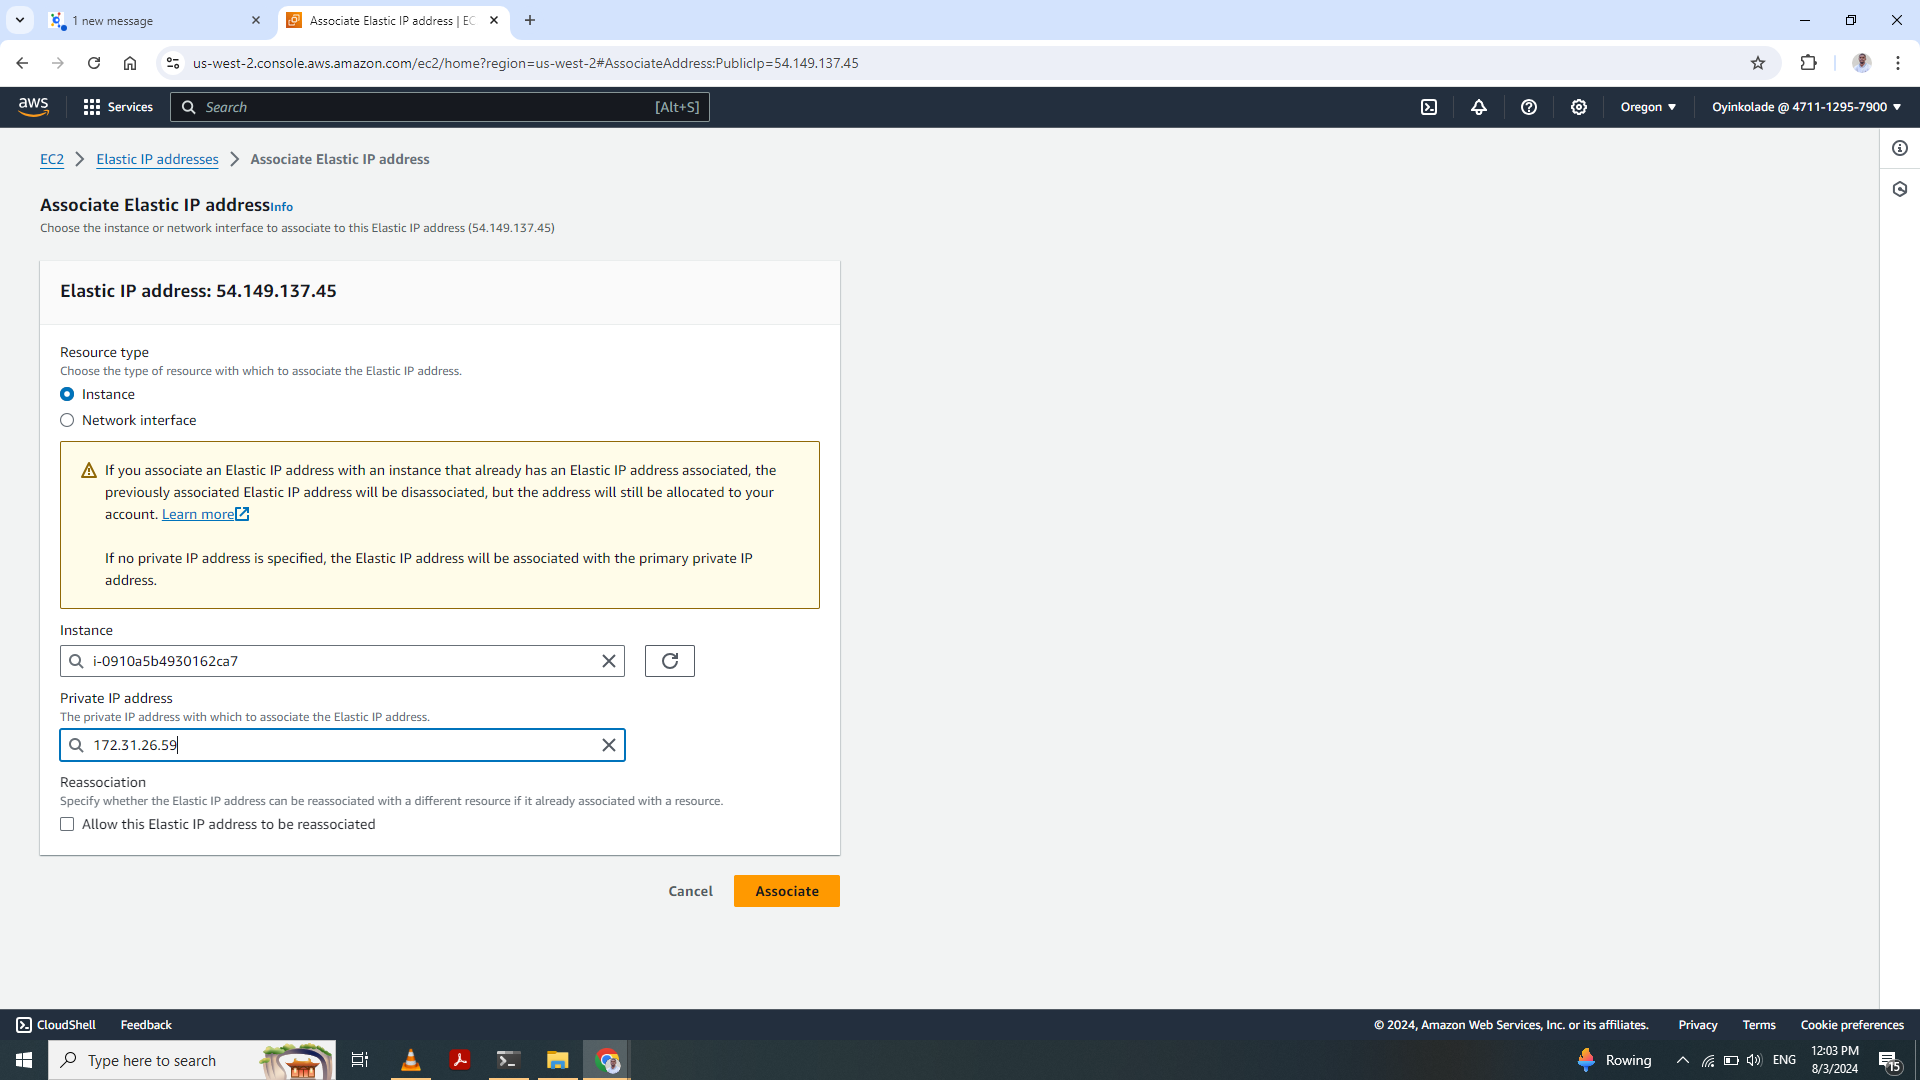 1 new message
Associate Elastic IP address | EC
us-west-2.console.aws.amazon.com/ec2/home?region=us-west-2#AssociateAddress:PublicIp=54.149.137.45
aws
Services
Search
[Alt+S]
Oregon
Oyinkolade @ 4711-1295-7900
EC2
Elastic IP addresses
Associate Elastic IP address
Associate Elastic IP address Info
Choose the instance or network interface to associate to this Elastic IP address (54.149.137.45)
Elastic IP address: 54.149.137.45
Resource type
Choose the type of resource with which to associate the Elastic IP address.
Instance
Network interface
If you associate an Elastic IP address with an instance that already has an Elastic IP address associated, the
previously associated Elastic IP address will be disassociated, but the address will still be allocated to your
account. Learn more
If no private IP address is specified, the Elastic IP address will be associated with the primary private IP
address.
Instance
i-0910a5b4930162ca7
Private IP address
The private IP address with which to associate the Elastic IP address.
172.31.26.59
Reassociation
Specify whether the Elastic IP address can be reassociated with a different resource if it already associated with a resource.
Allow this Elastic IP address to be reassociated
Cancel
Associate
CloudShell
Feedback
© 2024, Amazon Web Services, Inc. or its affiliates.
Privacy
Terms
Cookie preferences
Type here to search
Rowing
ENG
12:03 PM
8/3/2024
15